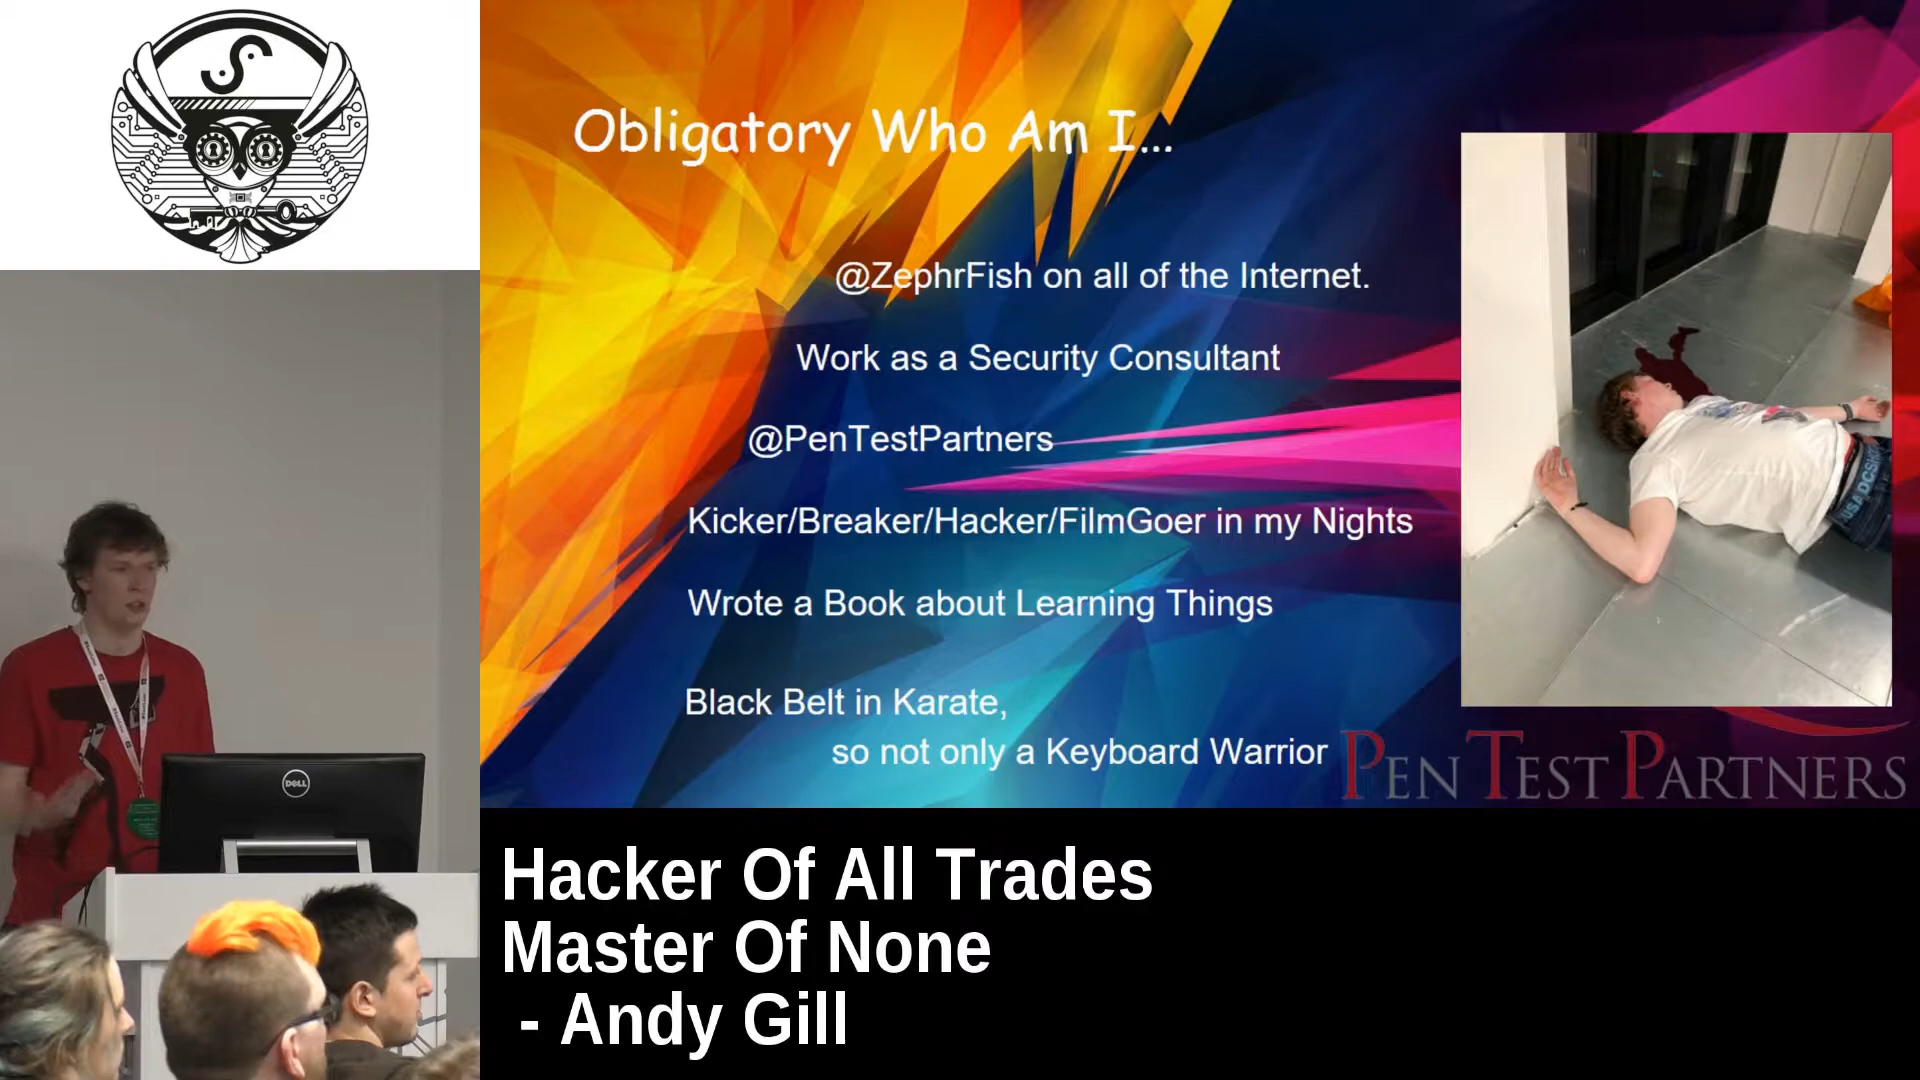 Obligatory Who Am I...
@ZephrFish on all of the Internet.
Work as a Security Consultant
@PenTestPartners
Kicker/Breaker/Hacker/FilmGoer in my Nights
Wrote a Book about Learning Things
Black Belt in Karate,
so not only a Keyboard Warrior
PEN TEST PARTNERS
DELL
Hacker Of All Trades
Master Of None
- Andy Gill